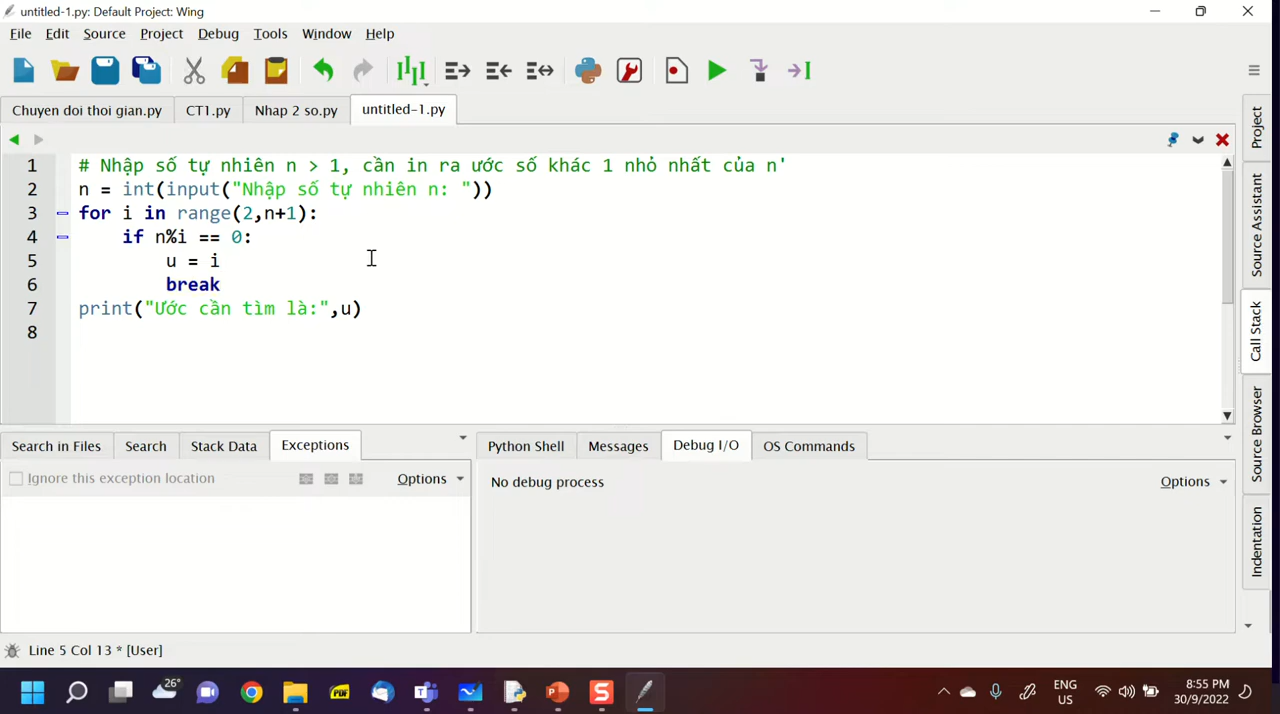 untitled-1.py: Default Project: Wing
File Edit Source Project Debug Tools Window Help
Chuyen doi thoi gian.py CT1.py Nhap 2 so.py untitled-1.py
1 # Nhập số tự nhiên n > 1, cần in ra ước số khác 1 nhỏ nhất của n'
2 n = int(input("Nhập số tự nhiên n: "))
3 for i in range(2,n+1):
4 if n%i == 0:
5 u = i
6 break
7 print("Ước cần tìm là:",u)
8
Project
Source Assistant
Call Stack
Source Browser
Indentation
Search in Files Search Stack Data Exceptions
Ignore this exception location Options
Python Shell Messages Debug I/O OS Commands
No debug process Options
Line 5 Col 13 * [User]
26°
PDF
ENG
US
8:55 PM
30/9/2022